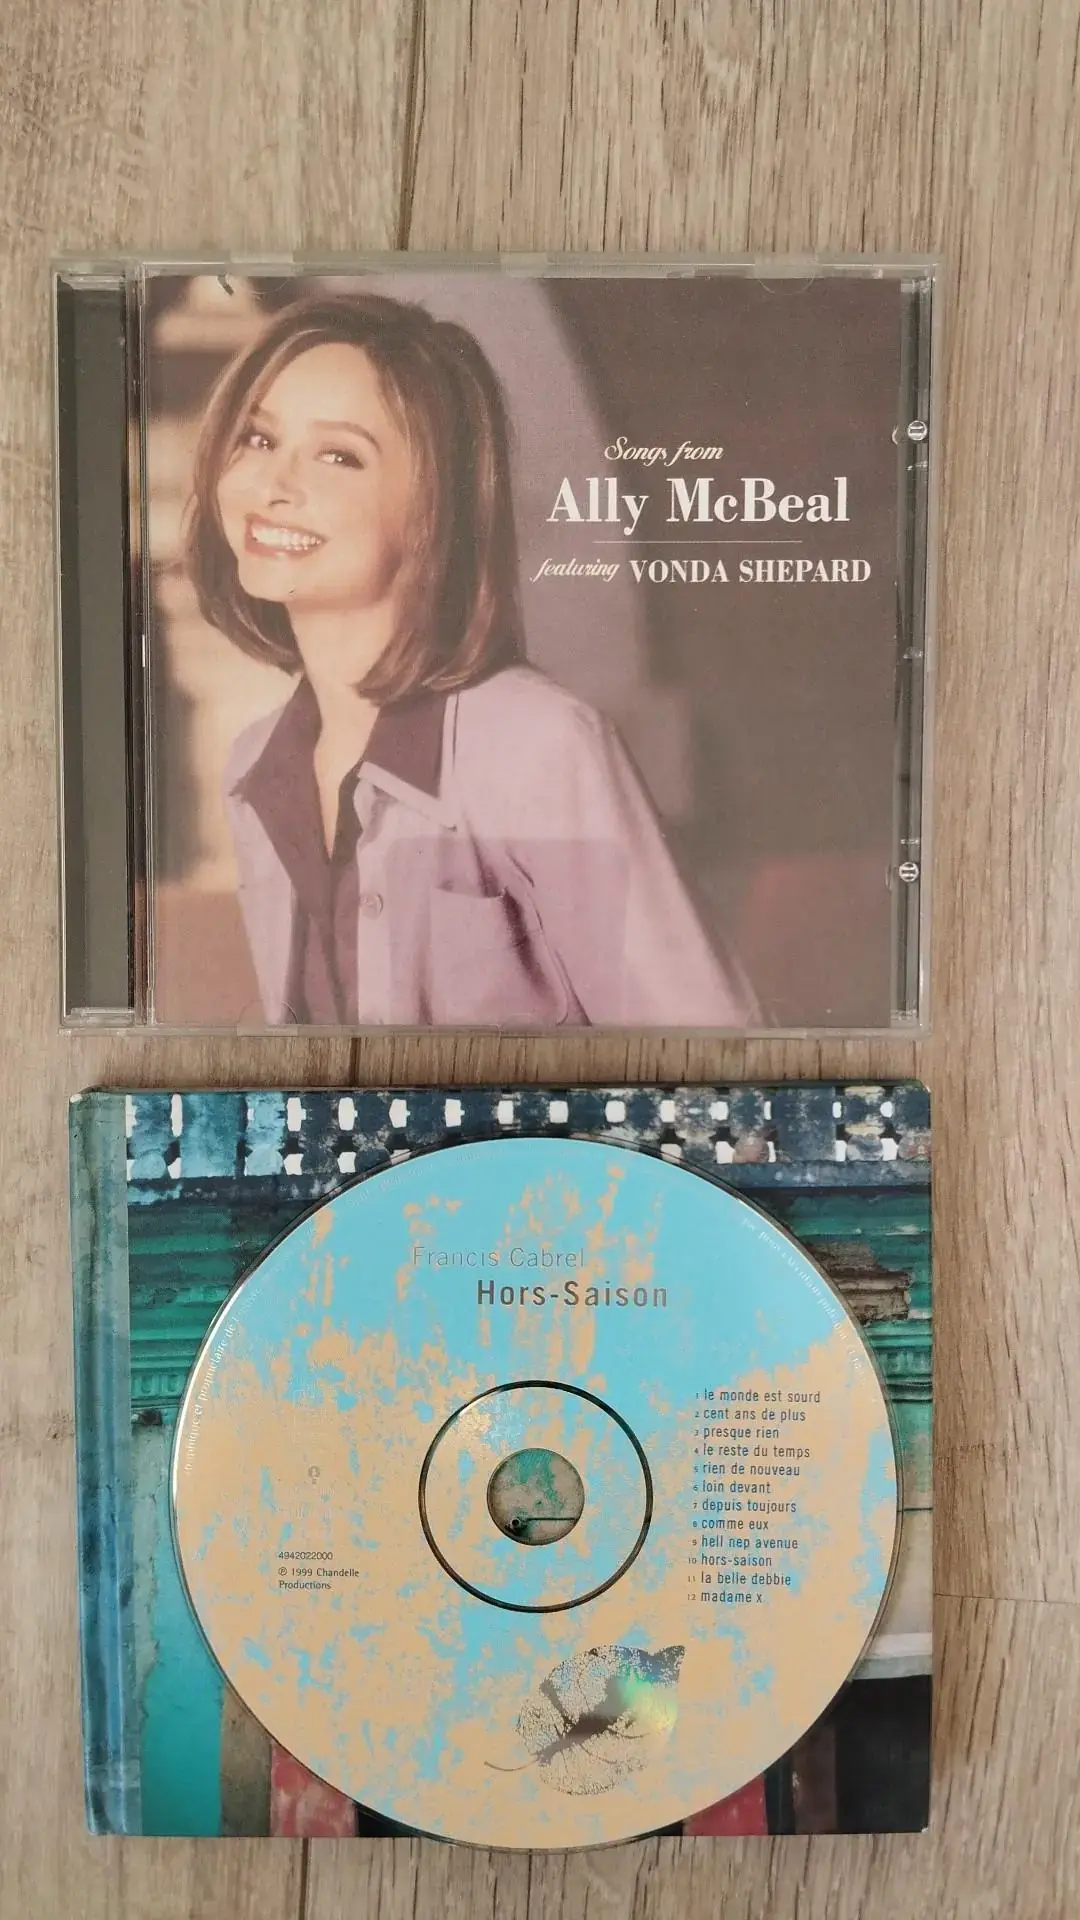 Songs from
Ally McBeal
featuring VONDA SHEPARD
Francis Cabrel
Hors-Saison
1 le monde est sourd
2 cent ans de plus
3 presque rien
4 le reste du temps
5 rien de nouveau
6 loin devant
7 depuis toujours
8 comme eux
9 hell nep avenue
10 hors-saison
11 la belle debbie
12 madame x
4942022000
℗ 1999 Chandelle
Productions